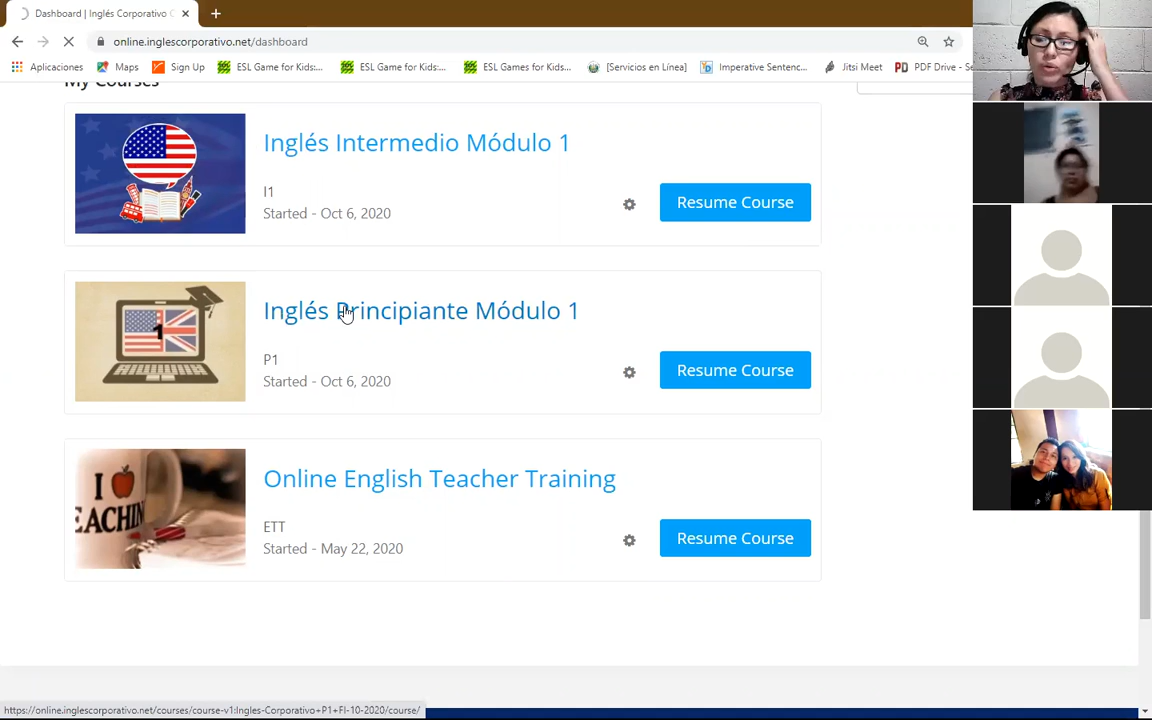 Dashboard | Inglés Corporativo
online.inglescorporativo.net/dashboard
Aplicaciones Maps Sign Up ESL Game for Kids:... ESL Game for Kids:... ESL Games for Kids:... [Servicios en Línea] Imperative Sentenc... Jitsi Meet PDF Drive - Se
My Courses
Inglés Intermedio Módulo 1
I1
Started - Oct 6, 2020
Resume Course
Inglés Principiante Módulo 1
1
P1
Started - Oct 6, 2020
Resume Course
I
EACHIN
Online English Teacher Training
ETT
Started - May 22, 2020
Resume Course
https://online.inglescorporativo.net/courses/course-v1:Ingles-Corporativo+P1+FI-10-2020/course/